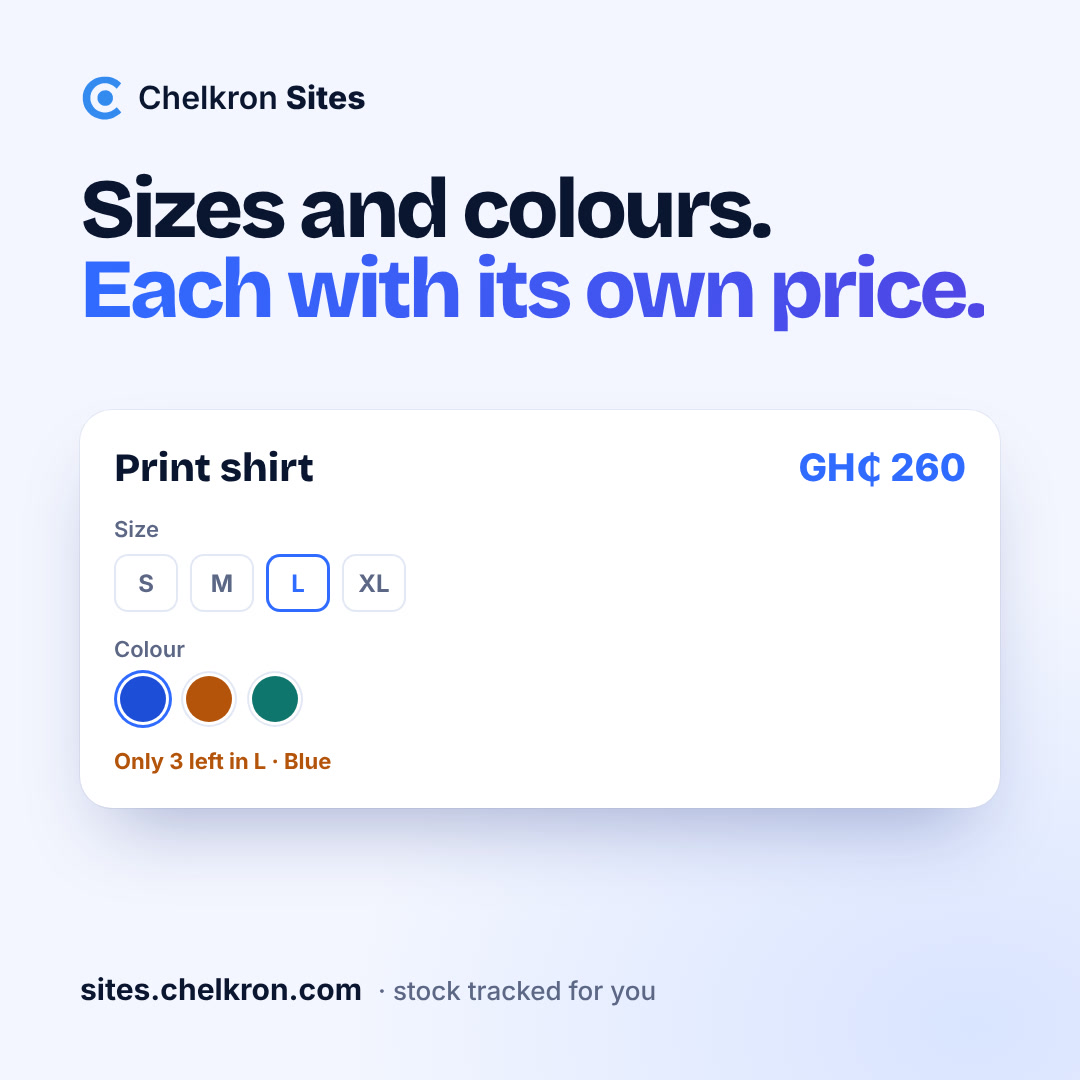 Chelkron Sites
Sizes and colours.
Each with its own price.
Print shirt GH₵ 260
Size
S M L XL
Colour
Only 3 left in L · Blue
sites.chelkron.com · stock tracked for you